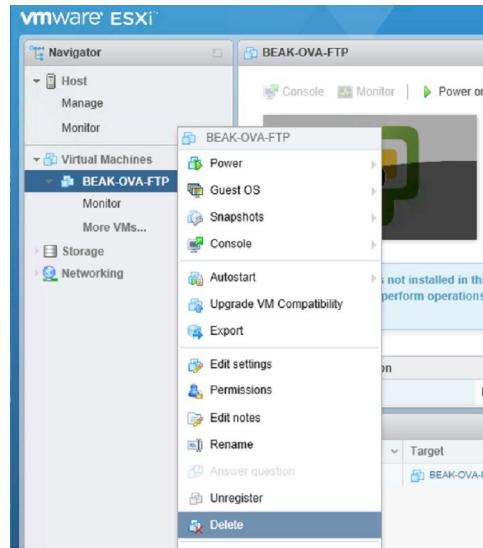 vmware ESXi
Navigator
BEAK-OVA-FTP
Host
Console
Monitor
Power on
Manage
Monitor
BEAK-OVA-FTP
Virtual Machines
Power
BEAK-OVA-FTP
Guest OS
Monitor
Snapshots
More VMs...
Console
Storage
Networking
Autostart
not installed in
Upgrade VM Compatibility
perform operations
Export
Edit settings
Permissions
Edit notes
Rename
Target
Answer question
BEAK-OVA-
Unregister
Delete